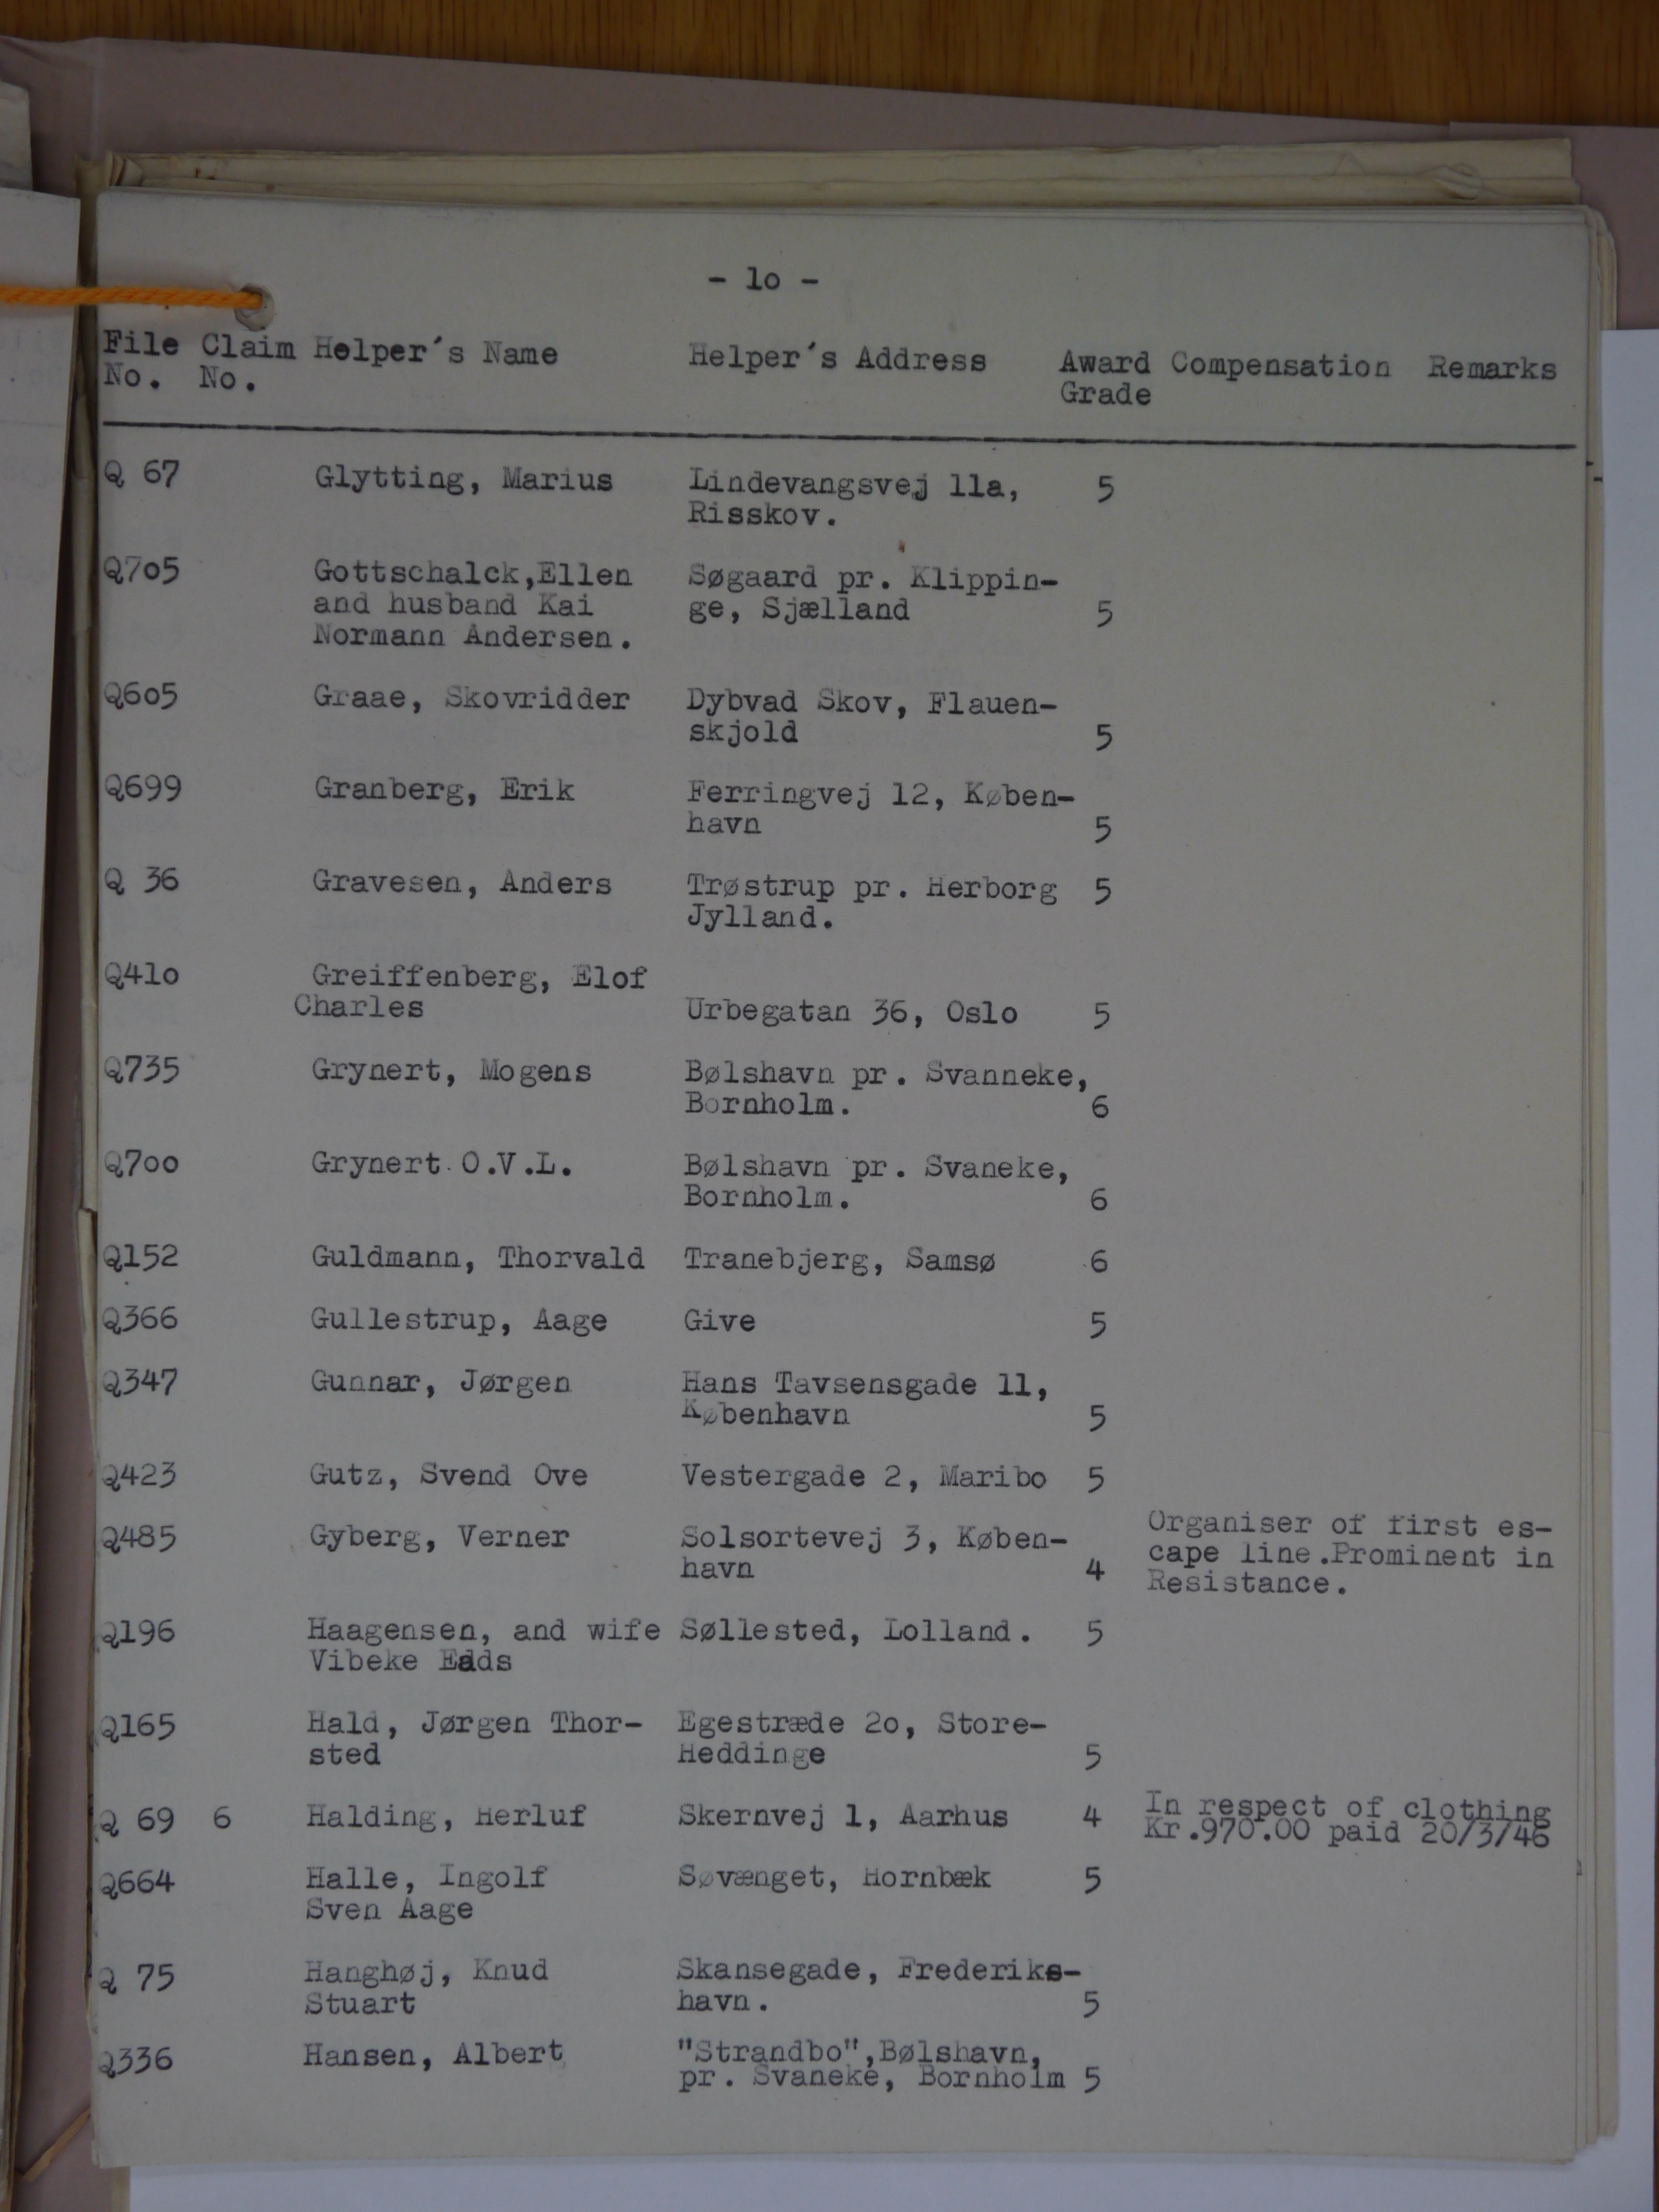 - lo -
File Claim Helper´s Name Helper´s Address Award Compensation Remarks
No. No. Grade
Q 67 Glytting, Marius Lindevangsvej lla, 5
Risskov.
Q7o5 Gottschalck,Ellen Søgaard pr. Klippin-
and husband Kai ge, Sjælland 5
Normann Andersen.
Q6o5 Graae, Skovridder Dybvad Skov, Flauen-
skjold 5
Q699 Granberg, Erik Ferringvej 12, Køben-
havn 5
Q 36 Gravesen, Anders Trøstrup pr. Herborg 5
Jylland.
Q41o Greiffenberg, Elof
Charles Urbegatan 36, Oslo 5
Q735 Grynert, Mogens Bølshavn pr. Svanneke,
Bornholm. 6
Q7oo Grynert O.V.L. Bølshavn pr. Svaneke,
Bornholm. 6
Q152 Guldmann, Thorvald Tranebjerg, Samsø 6
Q366 Gullestrup, Aage Give 5
Q347 Gunnar, Jørgen Hans Tavsensgade 11,
København 5
Q423 Gutz, Svend Ove Vestergade 2, Maribo 5
Q485 Gyberg, Verner Solsortevej 3, Køben- Organiser of first es-
havn 4 cape line.Prominent in
Resistance.
Q196 Haagensen, and wife Søllested, Lolland. 5
Vibeke Eads
Q165 Hald, Jørgen Thor- Egestræde 2o, Store-
sted Heddinge 5
Q 69 6 Halding, Herluf Skernvej 1, Aarhus 4 In respect of clothing
Kr.970.00 paid 20/3/46
Q664 Halle, Ingolf Søvænget, Hornbæk 5
Sven Aage
Q 75 Hanghøj, Knud Skansegade, Frederiks-
Stuart havn. 5
Q336 Hansen, Albert "Strandbo",Bølshavn,
pr. Svaneke, Bornholm 5